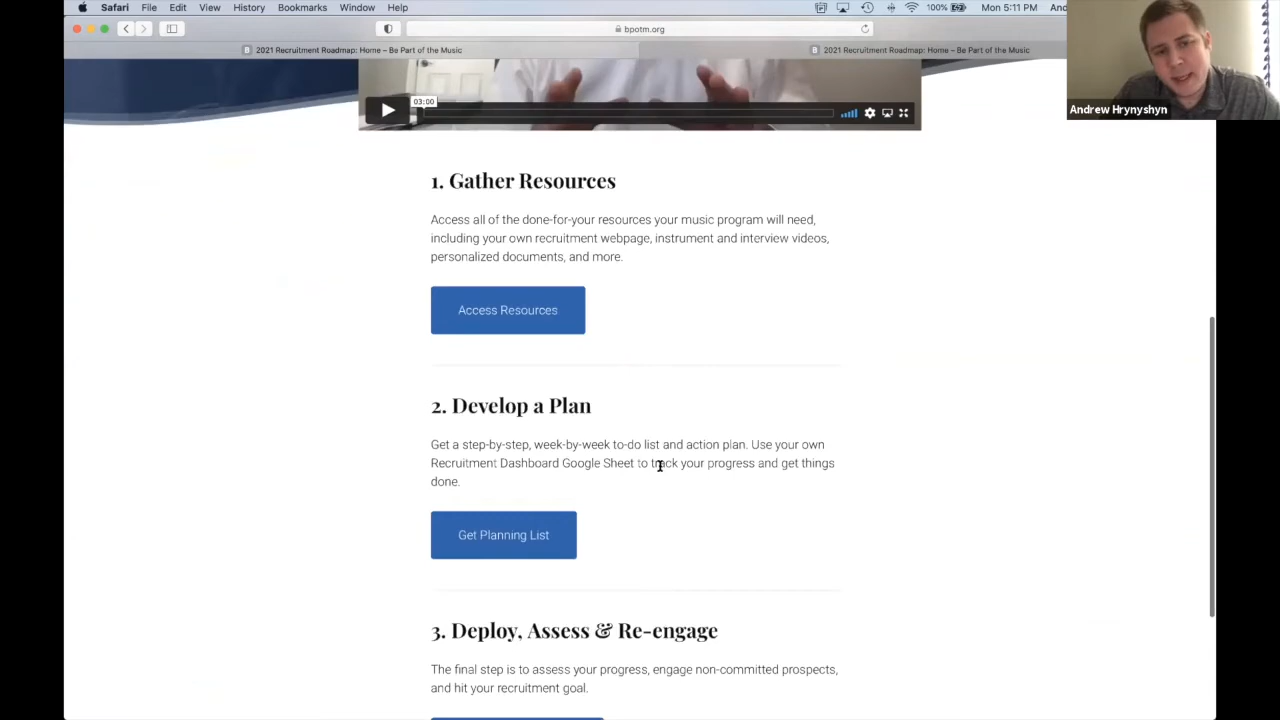 Safari File Edit View History Bookmarks Window Help 100% Mon 5:11 PM And
bpotm.org
B 2021 Recruitment Roadmap: Home – Be Part of the Music B 2021 Recruitment Roadmap: Home – Be Part of the Music
03:00
Andrew Hrynyshyn
1. Gather Resources
Access all of the done-for-your resources your music program will need,
including your own recruitment webpage, instrument and interview videos,
personalized documents, and more.
Access Resources
2. Develop a Plan
Get a step-by-step, week-by-week to-do list and action plan. Use your own
Recruitment Dashboard Google Sheet to track your progress and get things
done.
Get Planning List
3. Deploy, Assess & Re-engage
The final step is to assess your progress, engage non-committed prospects,
and hit your recruitment goal.